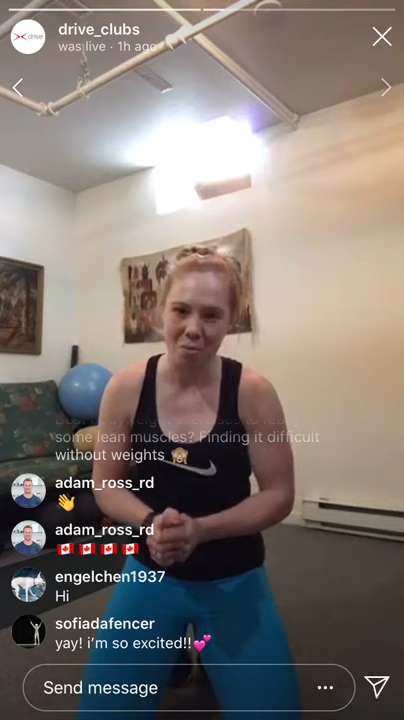 drive_clubs
was live · 1h ago
drive
some lean muscles? Finding it difficult
without weights 🙈
adam_ross_rd
👋
adam_ross_rd
🇨🇦 🇨🇦 🇨🇦 🇨🇦
engelchen1937
Hi
sofiadafencer
yay! i’m so excited!!💕
Send message